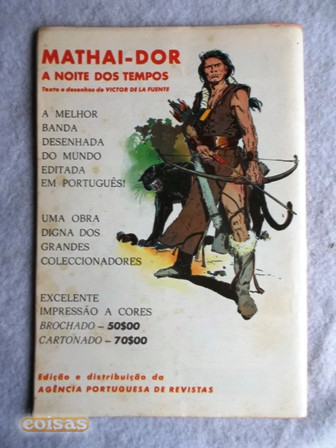 MATHAI-DOR
A NOITE DOS TEMPOS
Texto e desenhos de VICTOR DE LA FUENTE
A MELHOR
BANDA
DESENHADA
DO MUNDO
EDITADA
EM PORTUGUÊS!
UMA OBRA
DIGNA DOS
GRANDES
COLECCIONADORES
EXCELENTE
IMPRESSÃO A CORES
BROCHADO – 50$00
CARTONADO – 70$00
Edição e distribuição da
AGÊNCIA PORTUGUESA DE REVISTAS
coisas